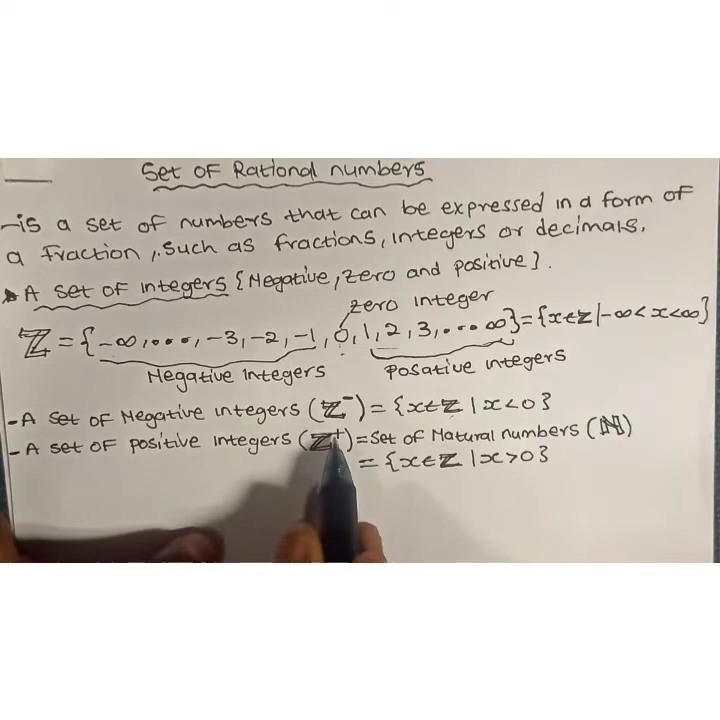 Set of Rational numbers
-is a set of numbers that can be expressed in a form of
a fraction, such as fractions, integers or decimals.
A set of integers {Negative, zero and positive}.
zero integer
ℤ = {-∞, ..., -3, -2, -1, 0, 1, 2, 3, ... ∞} = {x∈ℤ | -∞ < x < ∞}
Negative integers Posative integers
- A set of Negative integers (ℤ⁻) = {x∈ℤ | x < 0}
- A set of positive integers (ℤ⁺) = set of Natural numbers (ℕ)
= {x∈ℤ | x > 0}